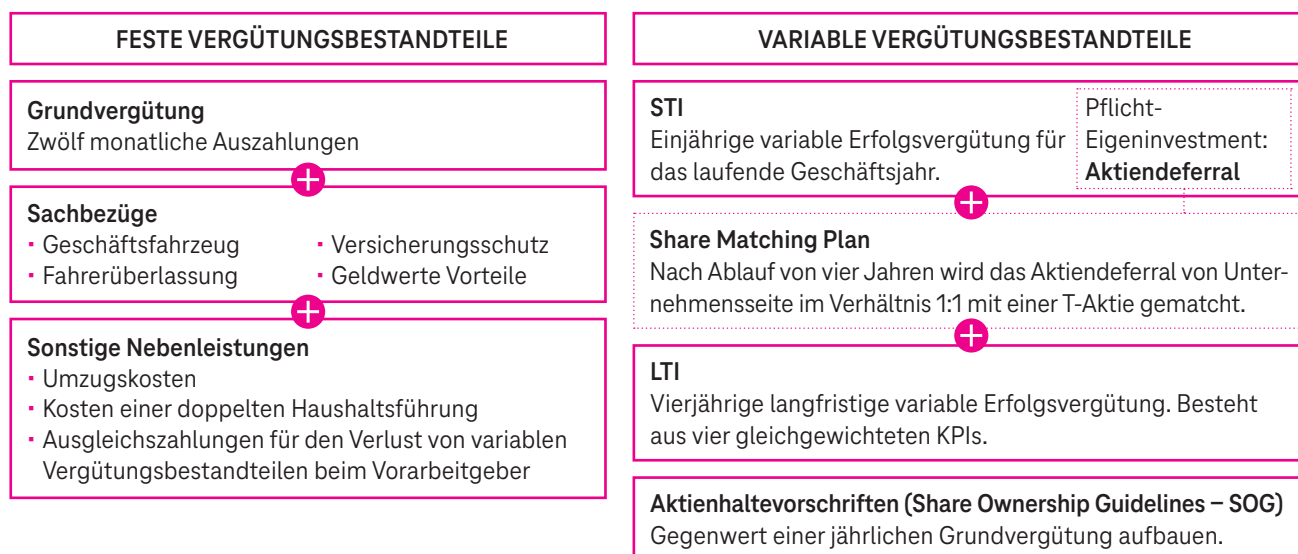 FESTE VERGÜTUNGSBESTANDTEILE
Grundvergütung
Zwölf monatliche Auszahlungen
Sachbezüge
· Geschäftsfahrzeug
· Fahrerüberlassung
· Versicherungsschutz
· Geldwerte Vorteile
Sonstige Nebenleistungen
· Umzugskosten
· Kosten einer doppelten Haushaltsführung
· Ausgleichszahlungen für den Verlust von variablen
Vergütungsbestandteilen beim Vorarbeitgeber
VARIABLE VERGÜTUNGSBESTANDTEILE
STI
Einjährige variable Erfolgsvergütung für
das laufende Geschäftsjahr.
Pflicht-
Eigeninvestment:
Aktiendeferral
Share Matching Plan
Nach Ablauf von vier Jahren wird das Aktiendeferral von Unter-
nehmensseite im Verhältnis 1:1 mit einer T-Aktie gematcht.
LTI
Vierjährige langfristige variable Erfolgsvergütung. Besteht
aus vier gleichgewichteten KPIs.
Aktienhaltevorschriften (Share Ownership Guidelines – SOG)
Gegenwert einer jährlichen Grundvergütung aufbauen.